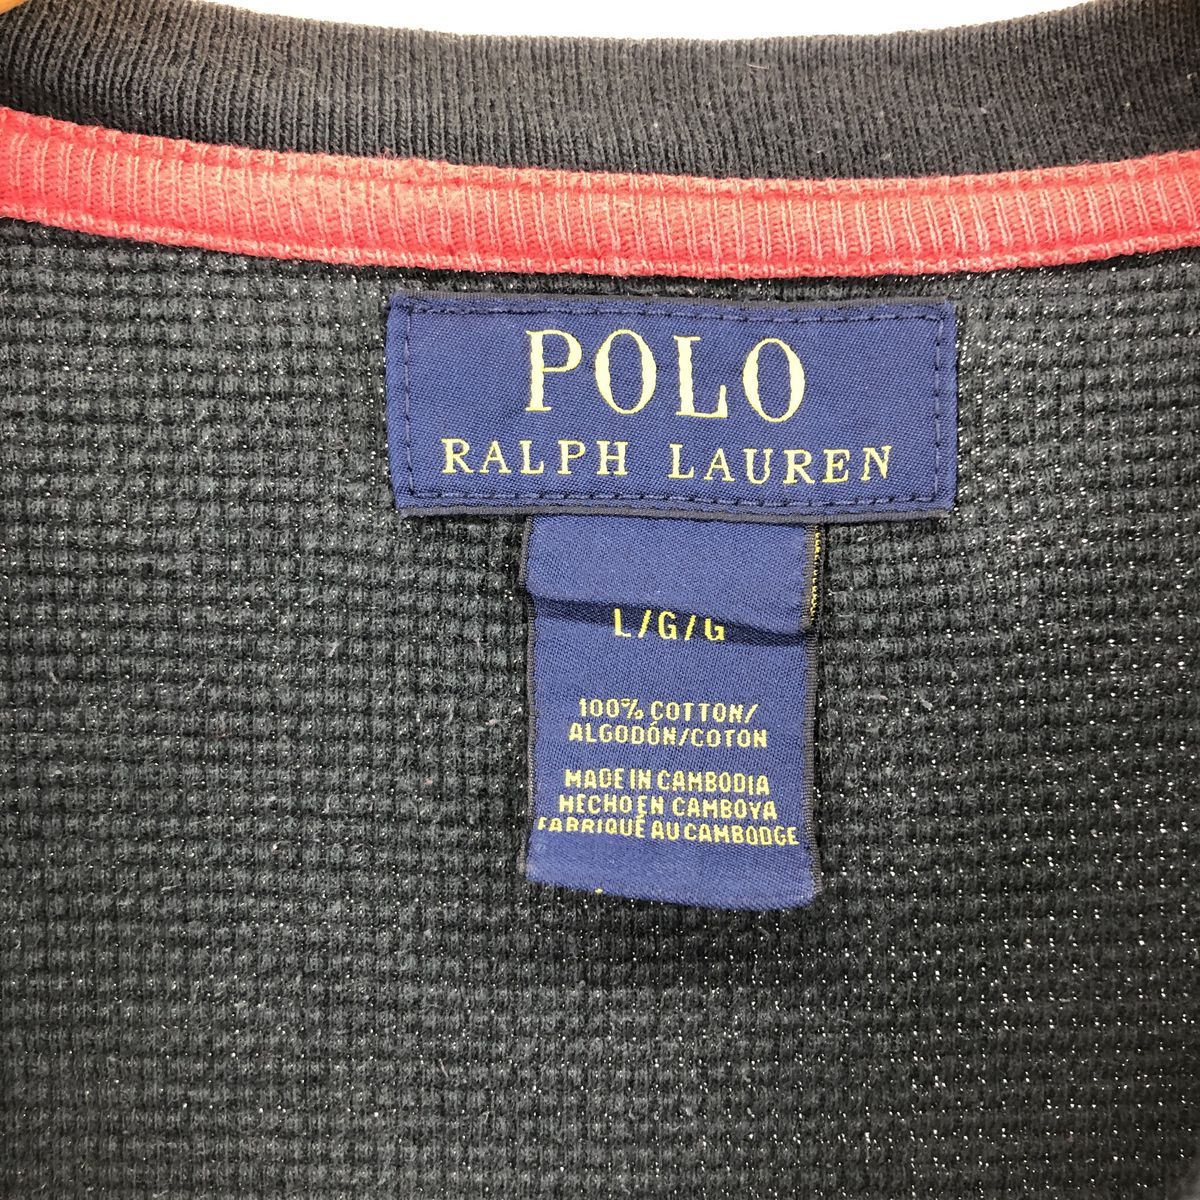 POLO
RALPH LAUREN
L/G/G
100% COTTON/
ALGODÓN/COTON
MADE IN CAMBODIA
HECHO EN CAMBOYA
FABRIQUÉ AU CAMBODGE